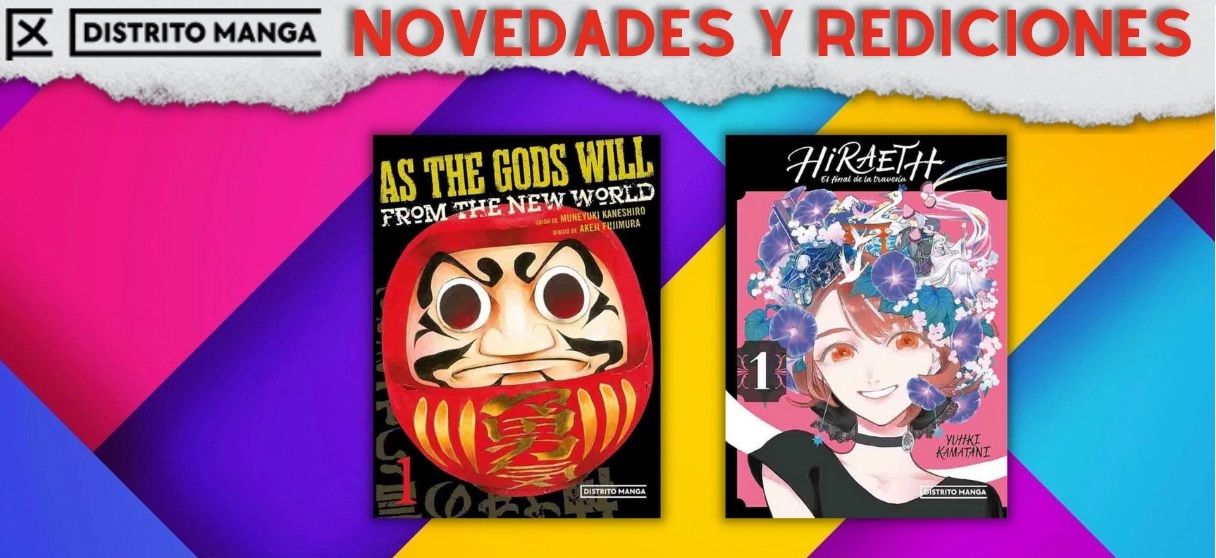 DISTRITO MANGA
NOVEDADES Y REDICIONES
AS THE GODS WILL
FROM THE NEW WORLD
GUION DE MUNEYUKI KANESHIRO
DIBUJO DE AKEJI FUJIMURA
1
DISTRITO MANGA
HiRAETH
El final de la travesía
1
YUHKI
KAMATANI
DISTRITO MANGA